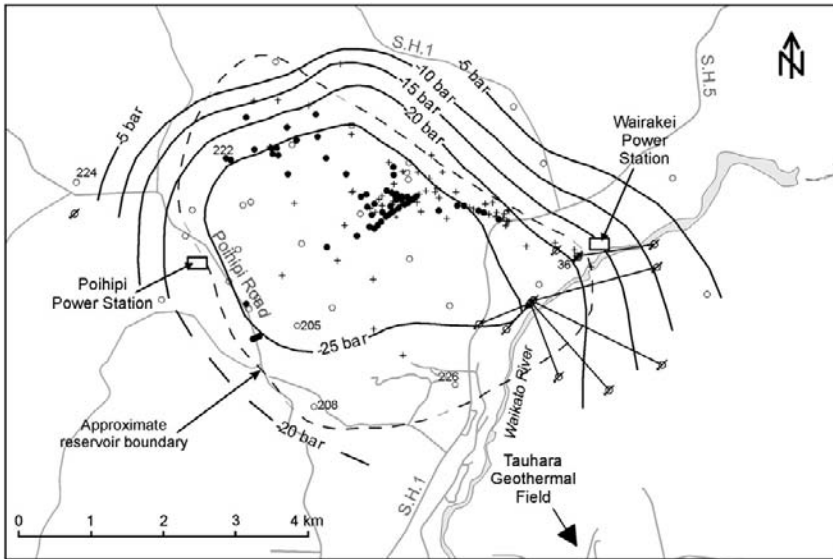 S.H.1
-5 bar
-10 bar
-15 bar
-20 bar
S.H.5
N
Wairakei
Power
Station
-5 bar
224
222
36
Poihipi Road
Poihipi
Power Station
205
-25 bar
226
208
-20 bar
Approximate
reservoir boundary
Waikato River
S.H.1
Tauhara
Geothermal
Field
0 1 2 3 4 km